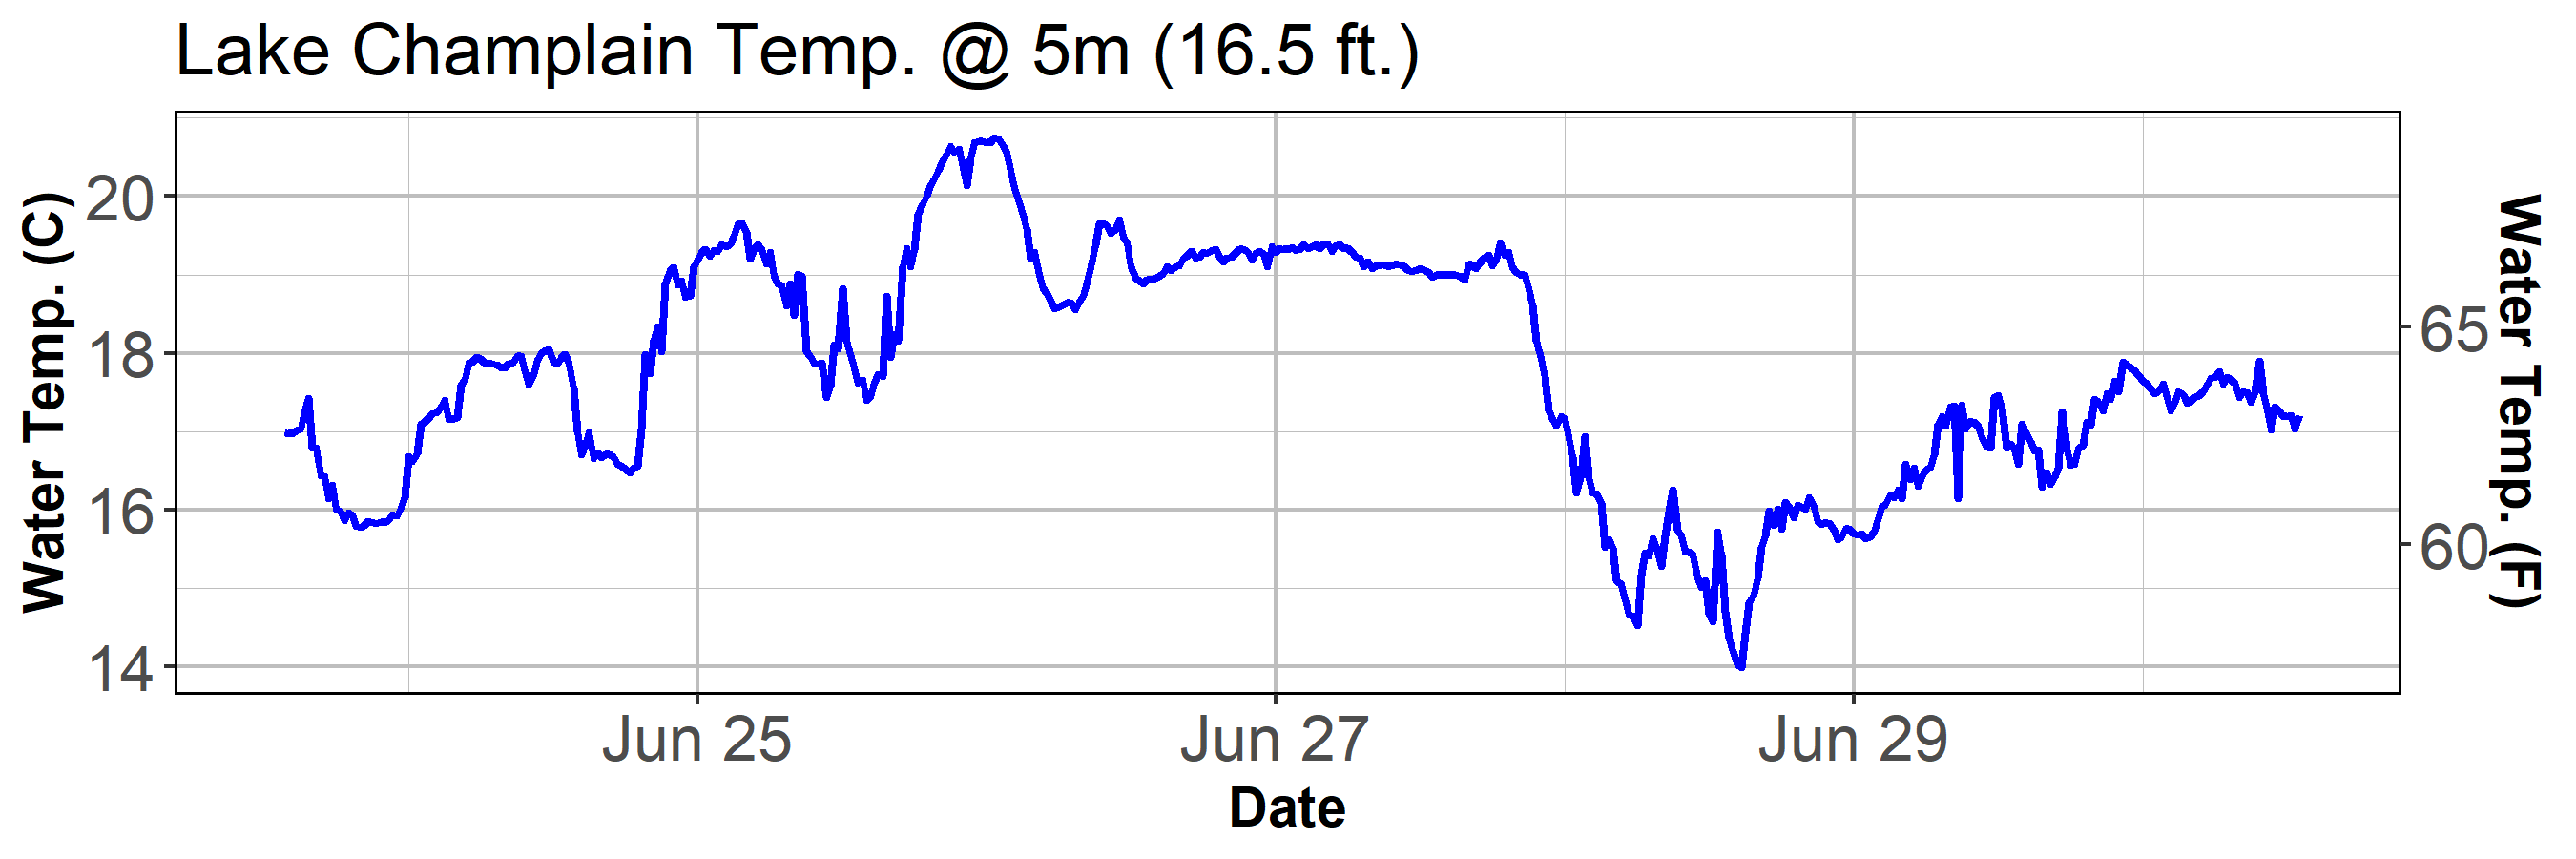 Lake Champlain Temp. @ 5m (16.5 ft.)
Water Temp. (C)
20
18
16
14
65
60
Water Temp. (F)
Jun 25
Jun 27
Jun 29
Date